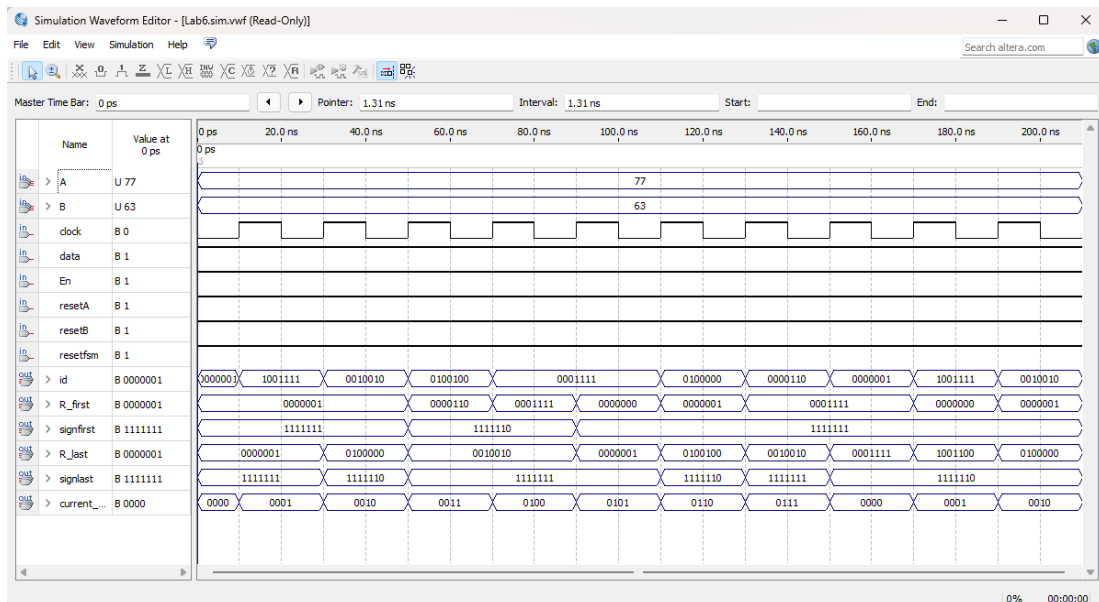 Simulation Waveform Editor - [Lab6.sim.vwf (Read-Only)]
File Edit View Simulation Help
Search altera.com
Master Time Bar: 0 ps Pointer: 1.31 ns Interval: 1.31 ns Start: End:
Name Value at 0 ps
0 ps 20.0 ns 40.0 ns 60.0 ns 80.0 ns 100.0 ns 120.0 ns 140.0 ns 160.0 ns 180.0 ns 200.0 ns
0 ps
A U 77 77
B U 63 63
clock B 0
data B 1
En B 1
resetA B 1
resetB B 1
resetfsm B 1
id B 0000001 0000001 1001111 0010010 0100100 0001111 0100000 0000110 0000001 1001111 0010010
R_first B 0000001 0000001 0000110 0001111 0000000 0000001 0001111 0000000 0000001
signfirst B 1111111 1111111 1111110 1111111
R_last B 0000001 0000001 0100000 0010010 0000001 0100100 0010010 0001111 1001100 0100000
signlast B 1111111 1111111 1111110 1111111 1111110 1111111 1111110
current_... B 0000 0000 0001 0010 0011 0100 0101 0110 0111 0000 0001 0010
0% 00:00:00